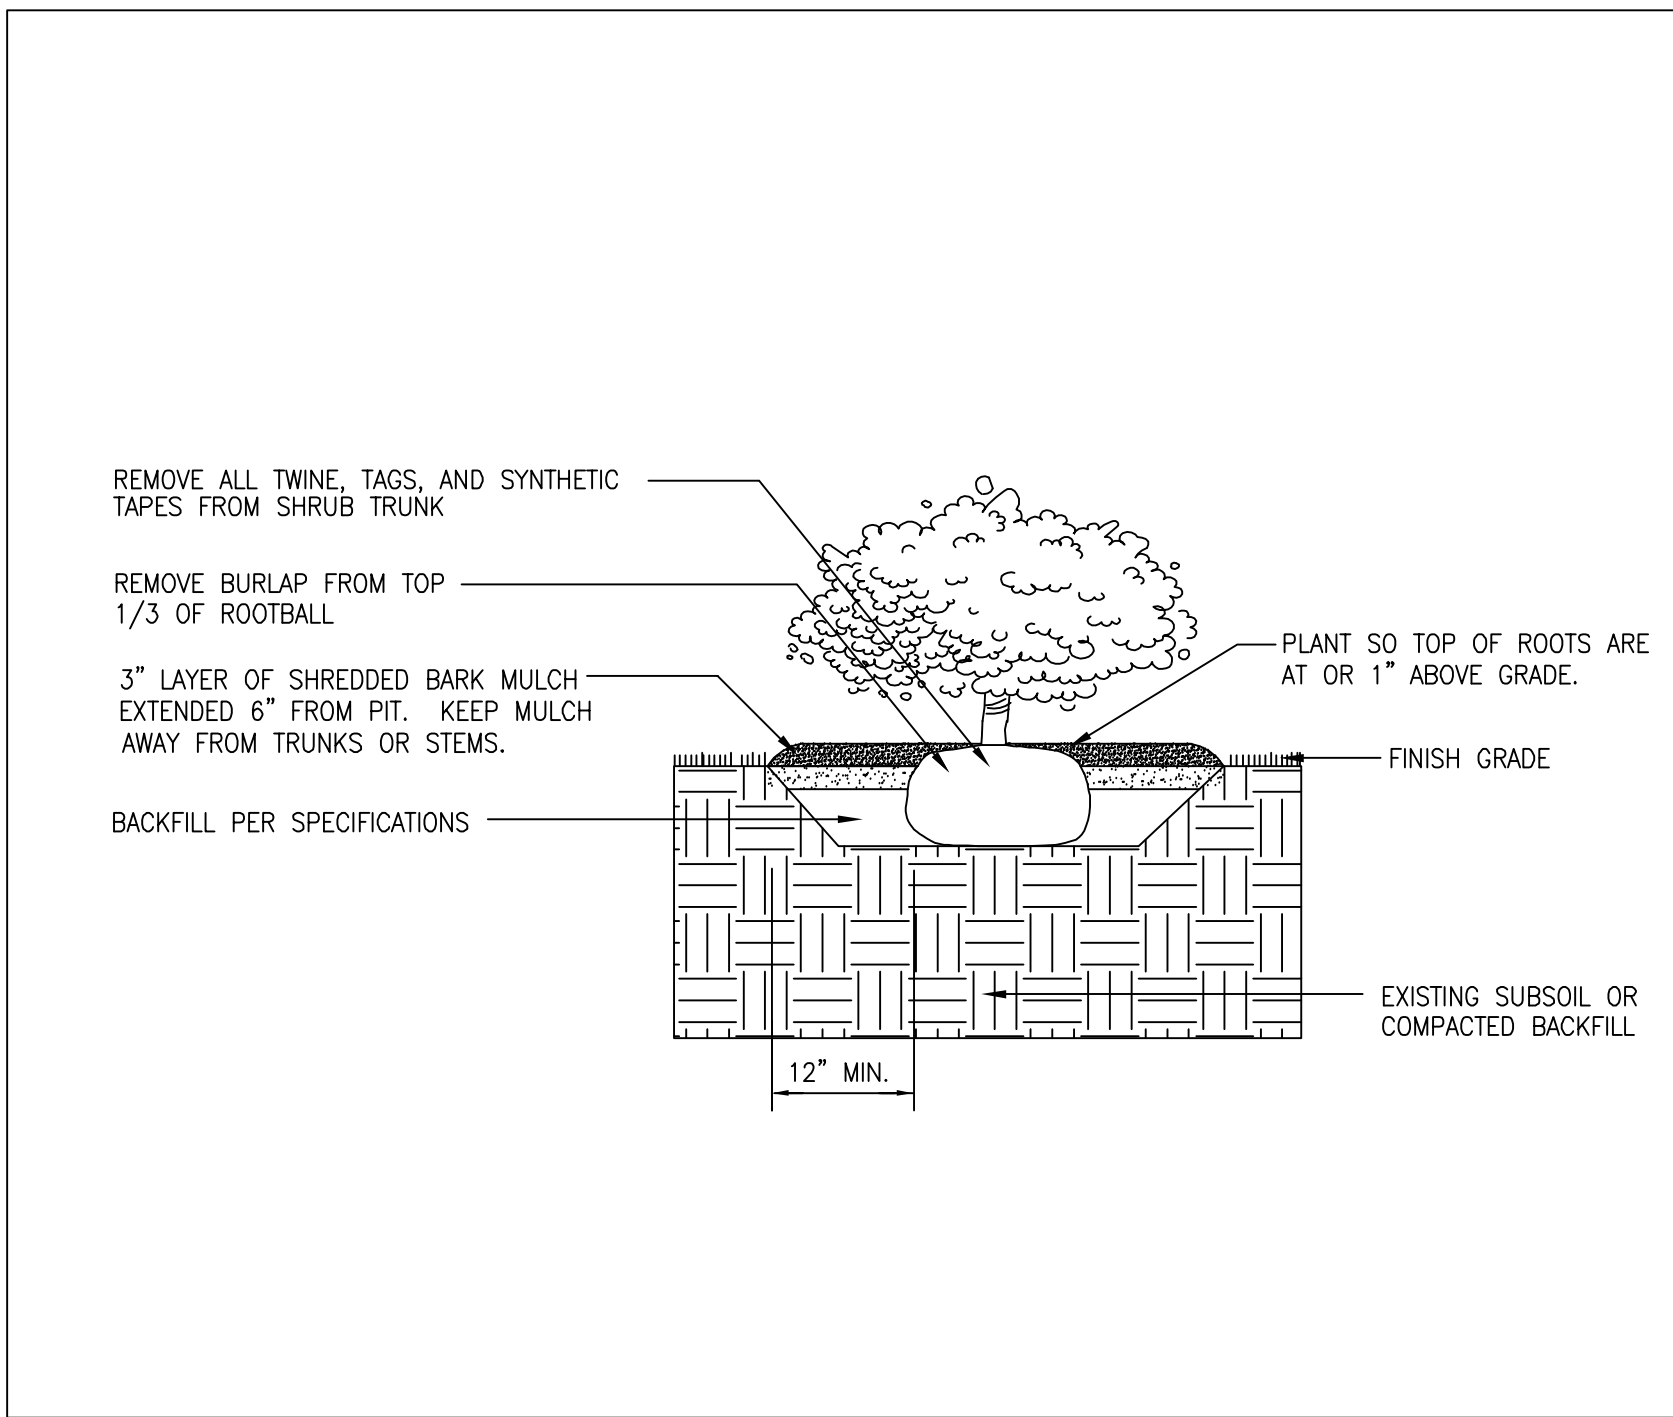 REMOVE ALL TWINE, TAGS, AND SYNTHETIC
TAPES FROM SHRUB TRUNK
REMOVE BURLAP FROM TOP
1/3 OF ROOTBALL
3" LAYER OF SHREDDED BARK MULCH
EXTENDED 6" FROM PIT. KEEP MULCH
AWAY FROM TRUNKS OR STEMS.
BACKFILL PER SPECIFICATIONS
PLANT SO TOP OF ROOTS ARE
AT OR 1" ABOVE GRADE.
FINISH GRADE
EXISTING SUBSOIL OR
COMPACTED BACKFILL
12" MIN.